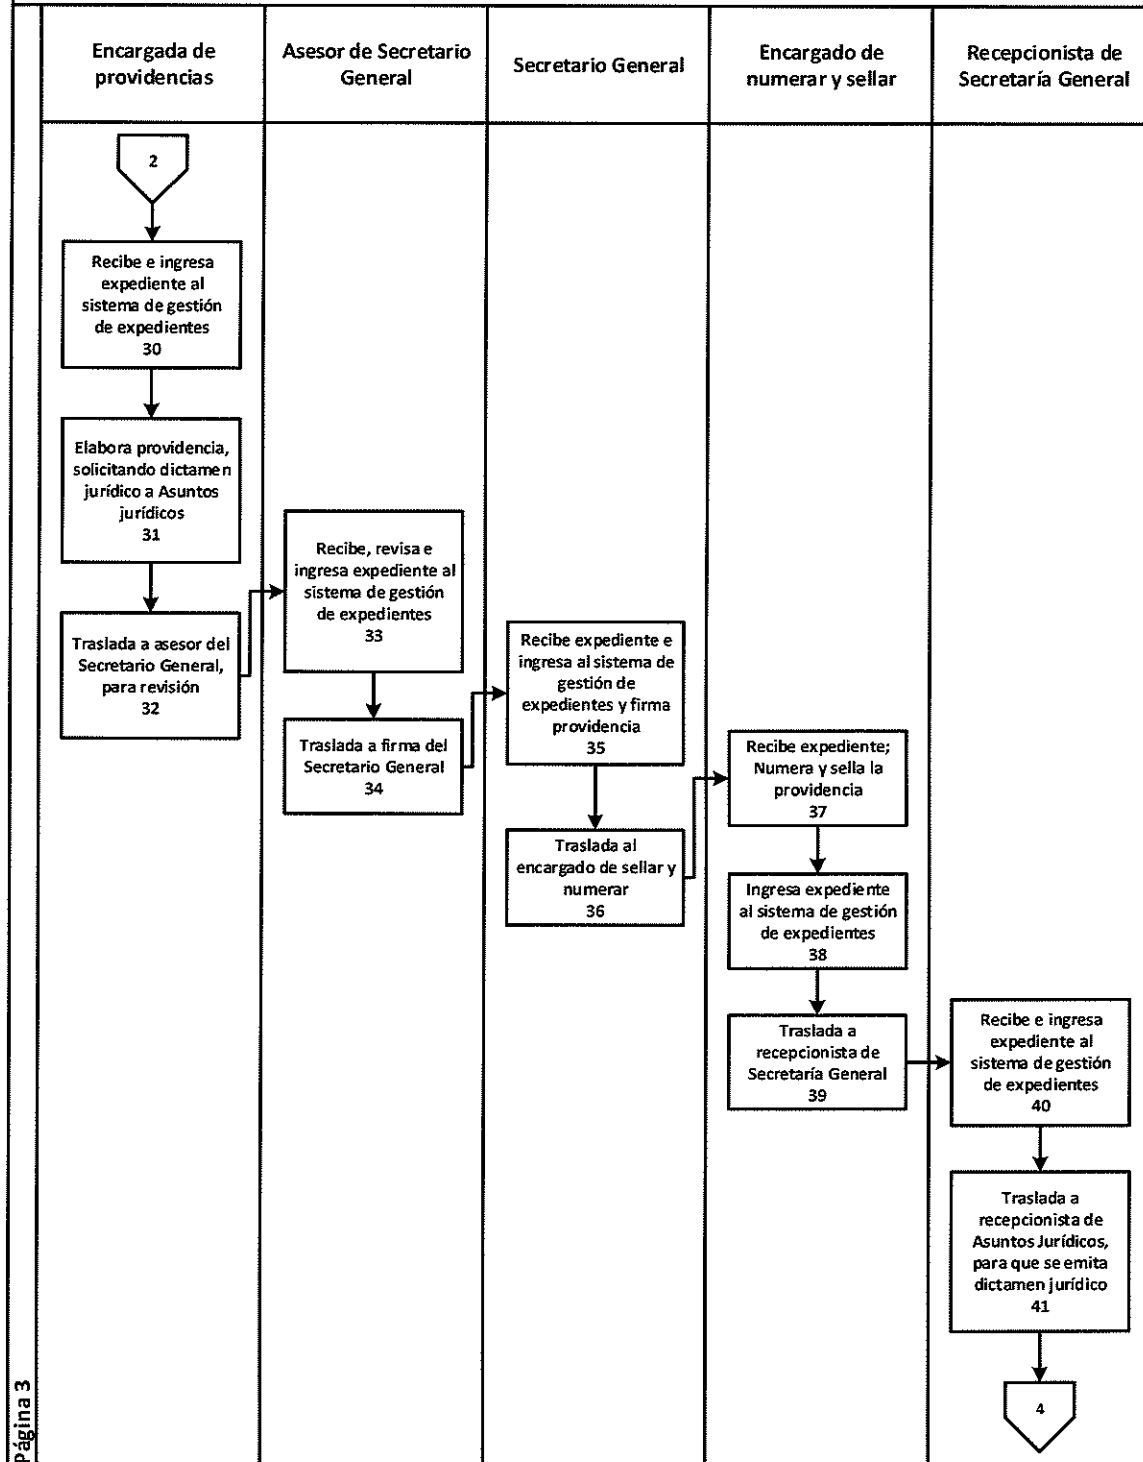 Encargada de
providencias
Asesor de Secretario
General
Secretario General
Encargado de
numerar y sellar
Recepcionista de
Secretaría General
2
Recibe e ingresa
expediente al
sistema de gestión
de expedientes
30
Elabora providencia,
solicitando dictamen
jurídico a Asuntos
jurídicos
31
Traslada a asesor del
Secretario General,
para revisión
32
Recibe, revisa e
ingresa expediente al
sistema de gestión
de expedientes
33
Traslada a firma del
Secretario General
34
Recibe expediente e
ingresa al sistema de
gestión de
expedientes y firma
providencia
35
Traslada al
encargado de sellar y
numerar
36
Recibe expediente;
Numera y sella la
providencia
37
Ingresa expediente
al sistema de gestión
de expedientes
38
Traslada a
recepcionista de
Secretaría General
39
Recibe e ingresa
expediente al
sistema de gestión
de expedientes
40
Traslada a
recepcionista de
Asuntos Jurídicos,
para que se emita
dictamen jurídico
41
4
Página 3